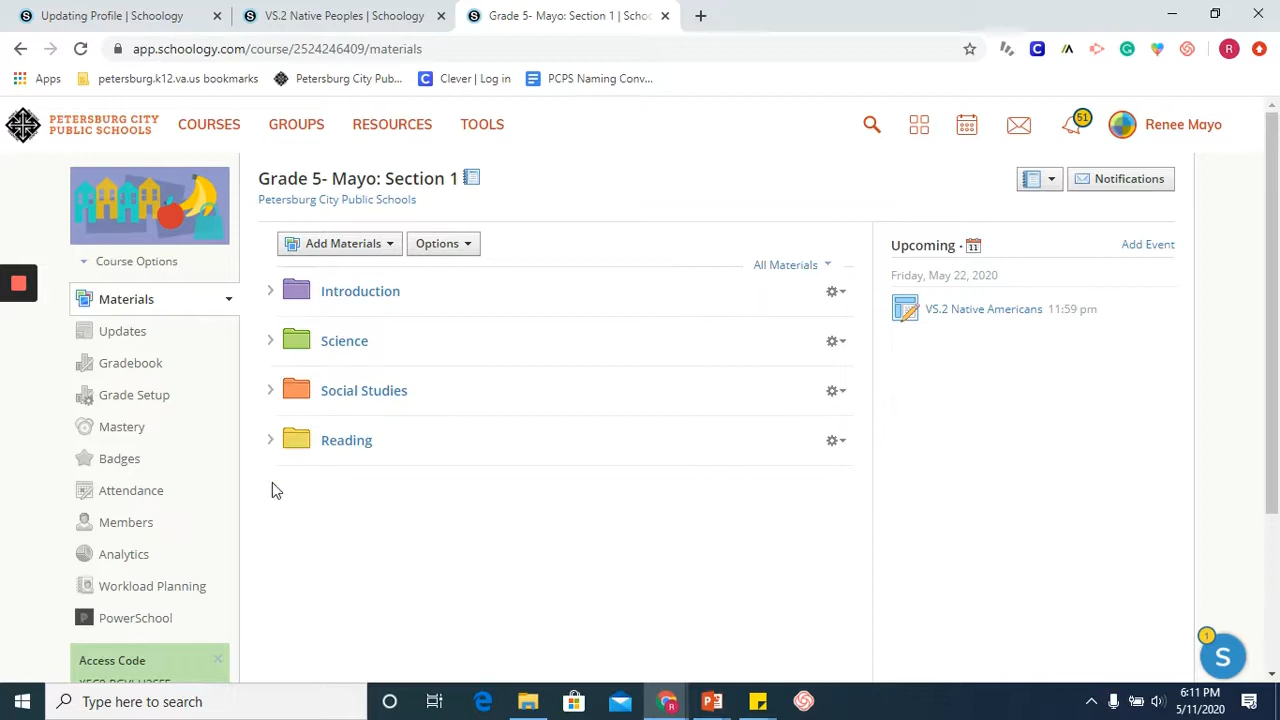 Updating Profile | Schoology
VS.2 Native Peoples | Schoology
Grade 5- Mayo: Section 1 | Schoo
app.schoology.com/course/2524246409/materials
R
Apps
petersburg.k12.va.us bookmarks
Petersburg City Pub...
Clever | Log in
PCPS Naming Conv...
PETERSBURG CITY
PUBLIC SCHOOLS
COURSES
GROUPS
RESOURCES
TOOLS
51
Renee Mayo
Grade 5- Mayo: Section 1
Petersburg City Public Schools
Notifications
Course Options
Materials
Updates
Gradebook
Grade Setup
Mastery
Badges
Attendance
Members
Analytics
Workload Planning
PowerSchool
Access Code
Add Materials
Options
All Materials
Introduction
Science
Social Studies
Reading
Upcoming · 11
Add Event
Friday, May 22, 2020
VS.2 Native Americans 11:59 pm
1
S
Type here to search
6:11 PM
5/11/2020